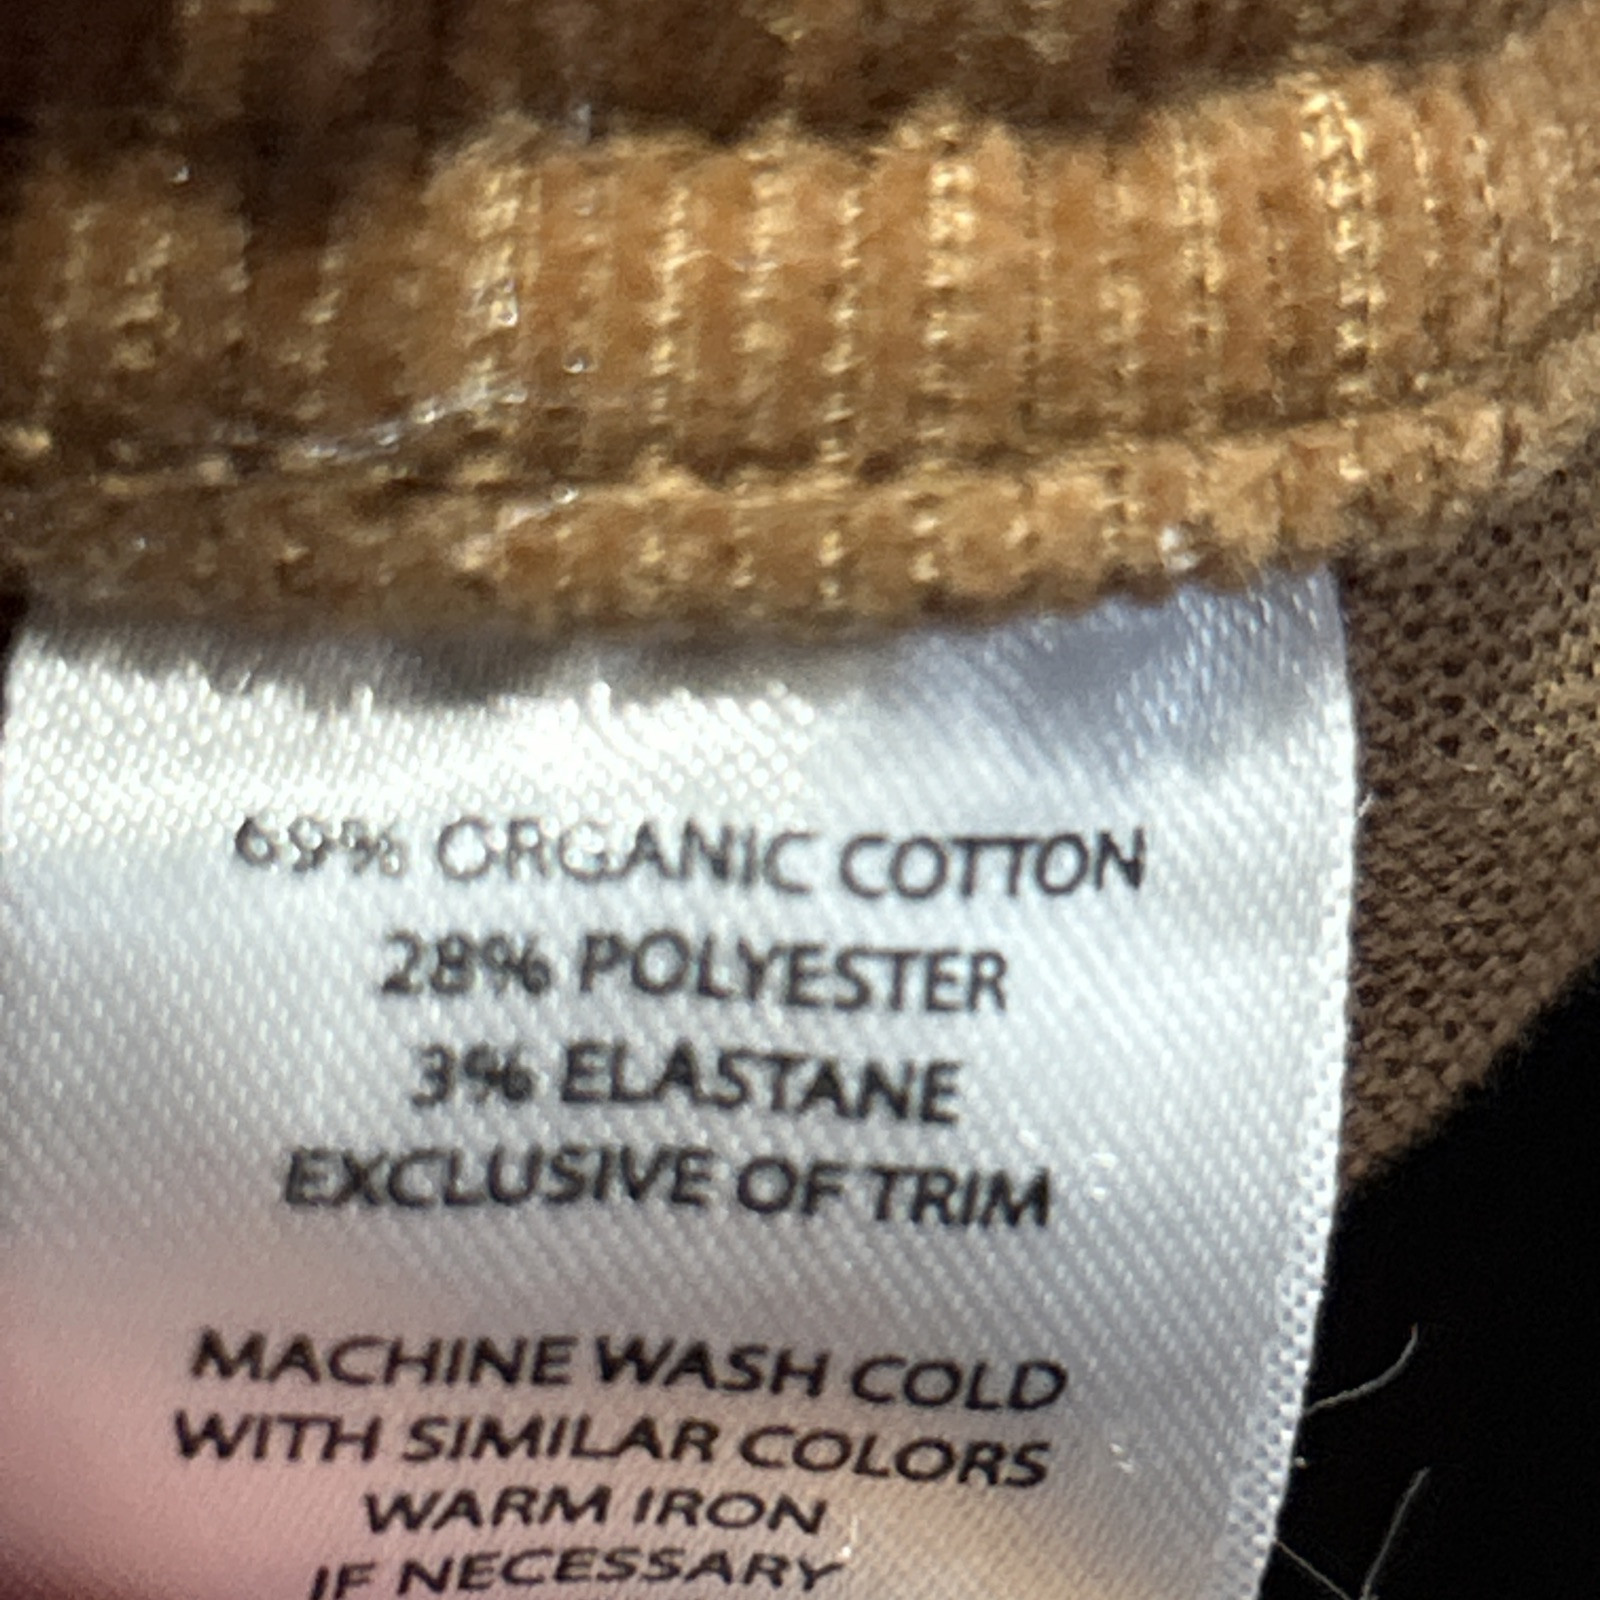 69% ORGANIC COTTON
28% POLYESTER
3% ELASTANE
EXCLUSIVE OF TRIM
MACHINE WASH COLD
WITH SIMILAR COLORS
WARM IRON
IF NECESSARY